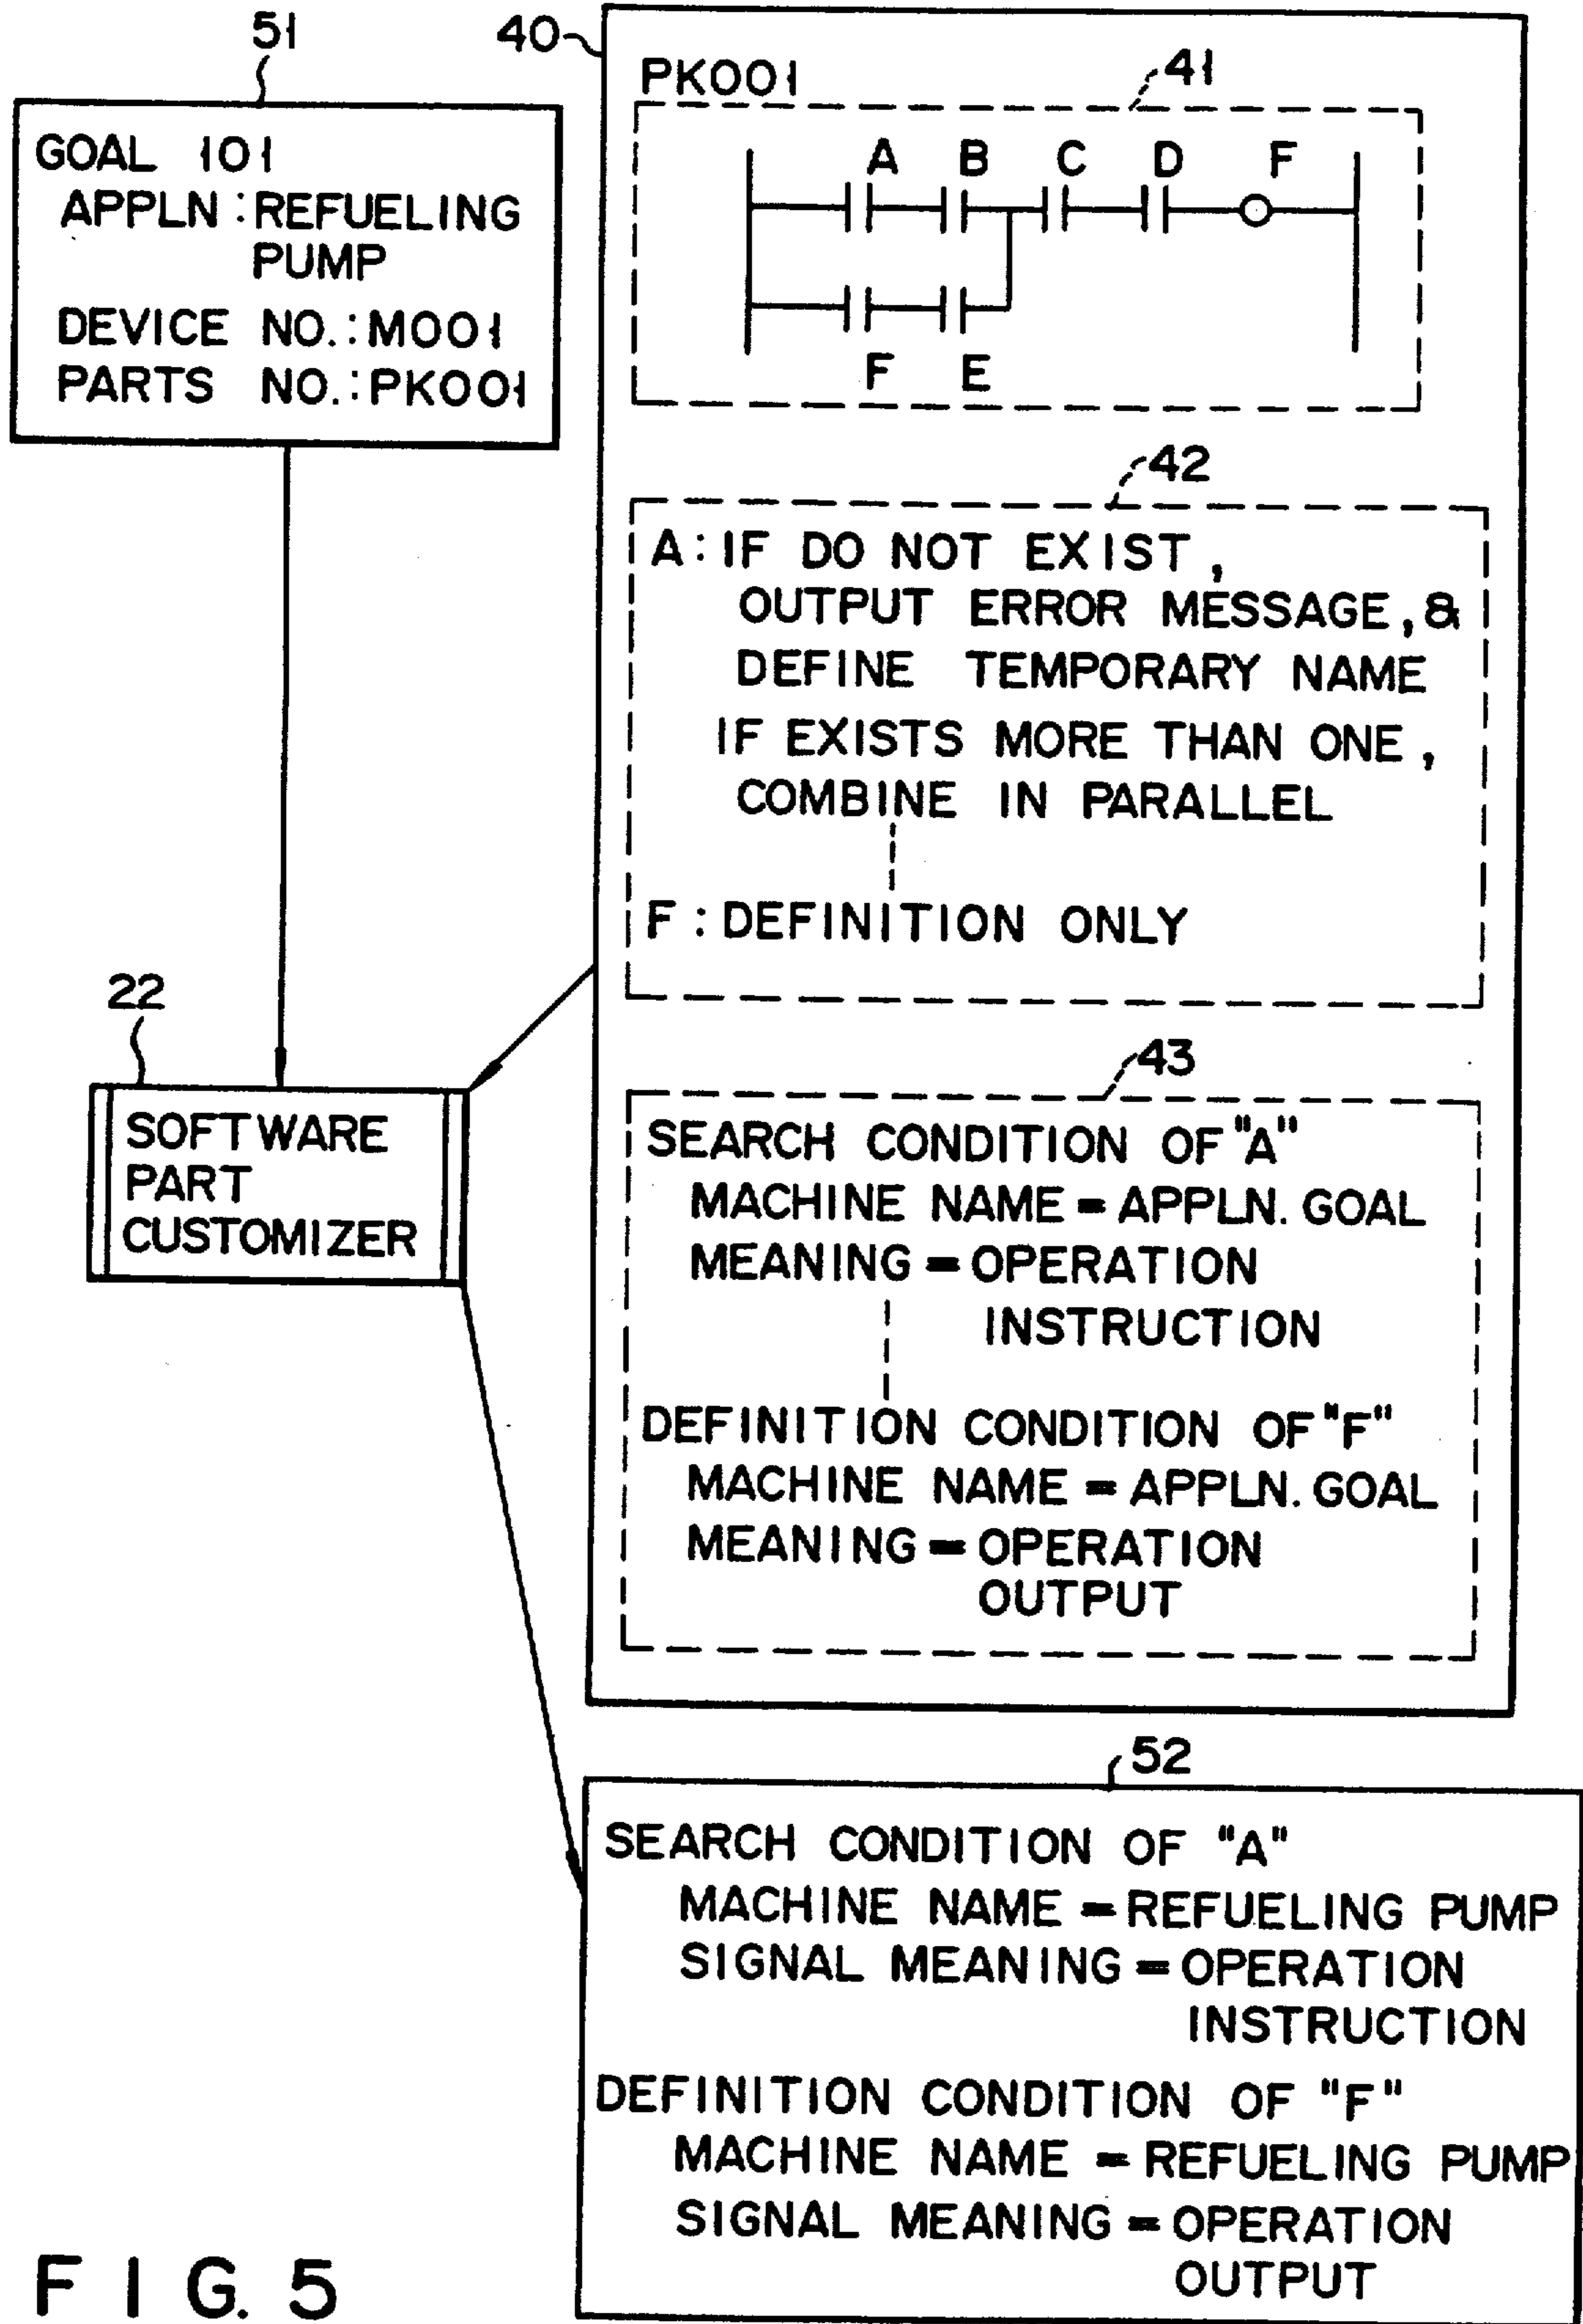 51
GOAL 101
APPLN : REFUELING
PUMP
DEVICE NO.: M001
PARTS NO.: PK001
40
PK001
41
A B C D F
F E
42
A : IF DO NOT EXIST,
OUTPUT ERROR MESSAGE, &
DEFINE TEMPORARY NAME
IF EXISTS MORE THAN ONE,
COMBINE IN PARALLEL
F : DEFINITION ONLY
22
SOFTWARE
PART
CUSTOMIZER
43
SEARCH CONDITION OF "A"
MACHINE NAME = APPLN. GOAL
MEANING = OPERATION
INSTRUCTION
DEFINITION CONDITION OF "F"
MACHINE NAME = APPLN. GOAL
MEANING = OPERATION
OUTPUT
52
SEARCH CONDITION OF "A"
MACHINE NAME = REFUELING PUMP
SIGNAL MEANING = OPERATION
INSTRUCTION
DEFINITION CONDITION OF "F"
MACHINE NAME = REFUELING PUMP
SIGNAL MEANING = OPERATION
OUTPUT
FIG. 5